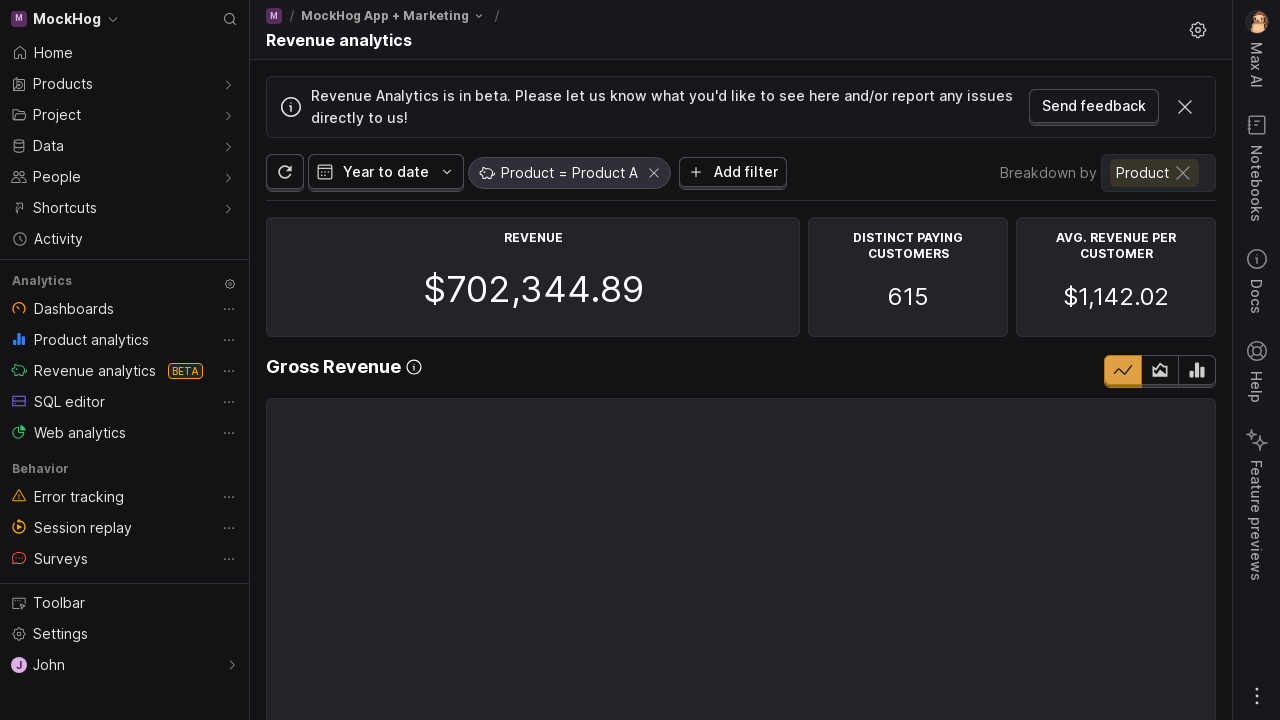 M MockHog
Home
Products
Project
Data
People
Shortcuts
Activity
Analytics
Dashboards
Product analytics
Revenue analytics BETA
SQL editor
Web analytics
Behavior
Error tracking
Session replay
Surveys
Toolbar
Settings
J John
M / MockHog App + Marketing /
Revenue analytics
Revenue Analytics is in beta. Please let us know what you'd like to see here and/or report any issues
directly to us!
Send feedback
Year to date
Product = Product A
Add filter
Breakdown by Product
REVENUE
$702,344.89
DISTINCT PAYING
CUSTOMERS
615
AVG. REVENUE PER
CUSTOMER
$1,142.02
Gross Revenue
Max AI
Notebooks
Docs
Help
Feature previews